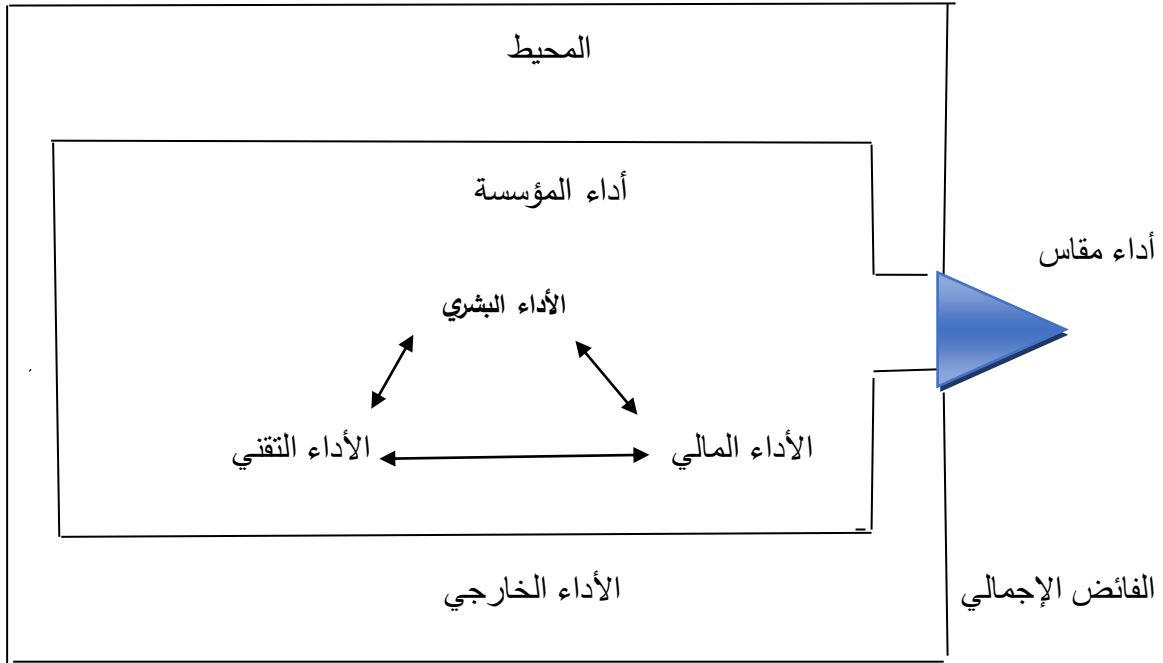 المحيط
أداء المؤسسة
أداء مقاس
الأداء البشري
الأداء المالي
الأداء التقني
الفائض الإجمالي
الأداء الخارجي